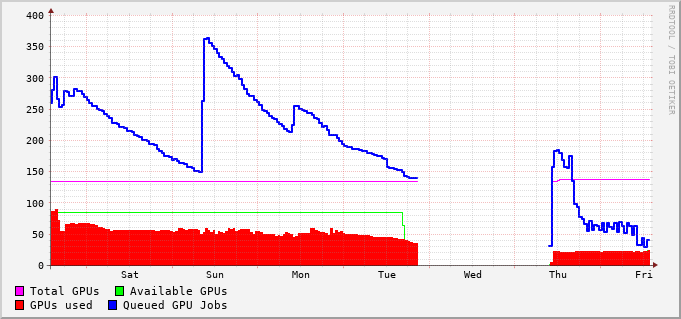 400
350
300
250
200
150
100
50
0
Sat Sun Mon Tue Wed Thu Fri
Total GPUs Available GPUs
GPUs used Queued GPU Jobs
RRDTOOL / TOBI OETIKER